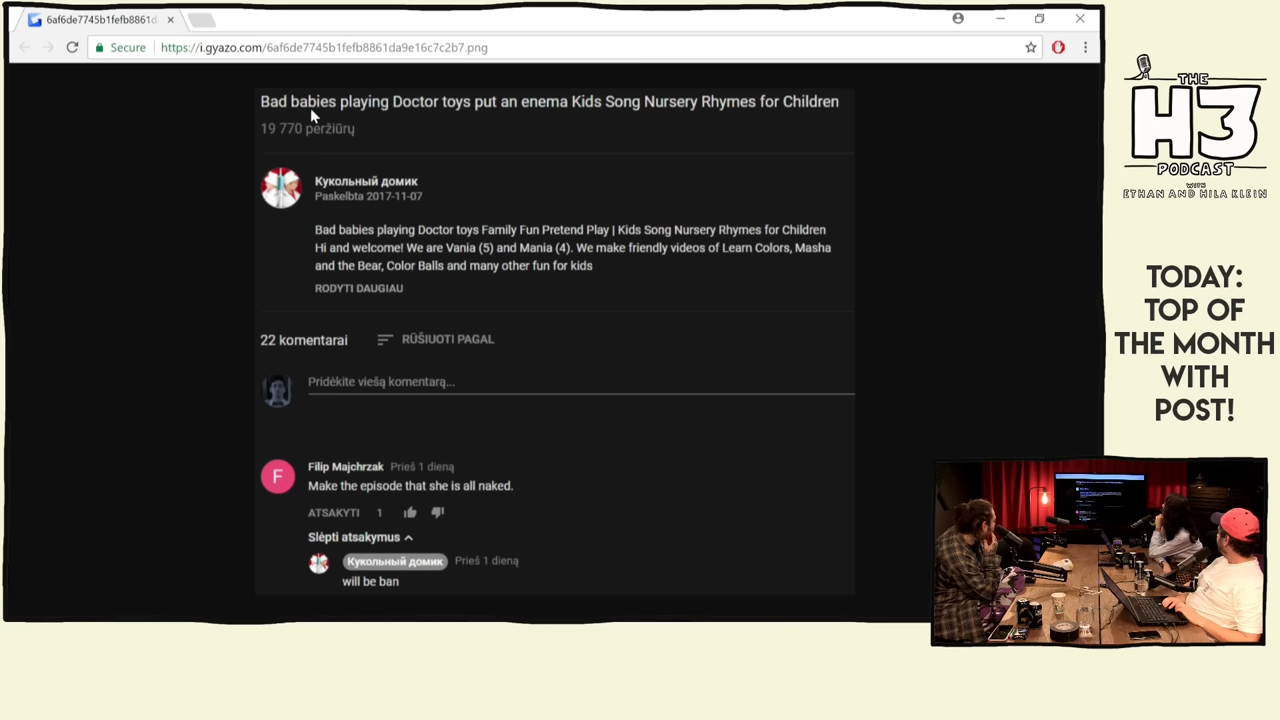 6af6de7745b1fefb8861d
Secure
https://i.gyazo.com/6af6de7745b1fefb8861da9e16c7c2b7.png
Bad babies playing Doctor toys put an enema Kids Song Nursery Rhymes for Children
19 770 peržiūrų
Кукольный домик
Paskelbta 2017-11-07
Bad babies playing Doctor toys Family Fun Pretend Play | Kids Song Nursery Rhymes for Children
Hi and welcome! We are Vania (5) and Mania (4). We make friendly videos of Learn Colors, Masha
and the Bear, Color Balls and many other fun for kids
RODYTI DAUGIAU
22 komentarai
RŪŠIUOTI PAGAL
Pridėkite viešą komentarą...
F
Filip Majchrzak Prieš 1 dieną
Make the episode that she is all naked.
ATSAKYTI 1
Slėpti atsakymus
Кукольный домик Prieš 1 dieną
will be ban
THE
H3
PODCAST
WITH
ETHAN AND HILA KLEIN
TODAY:
TOP OF
THE MONTH
WITH
POST!